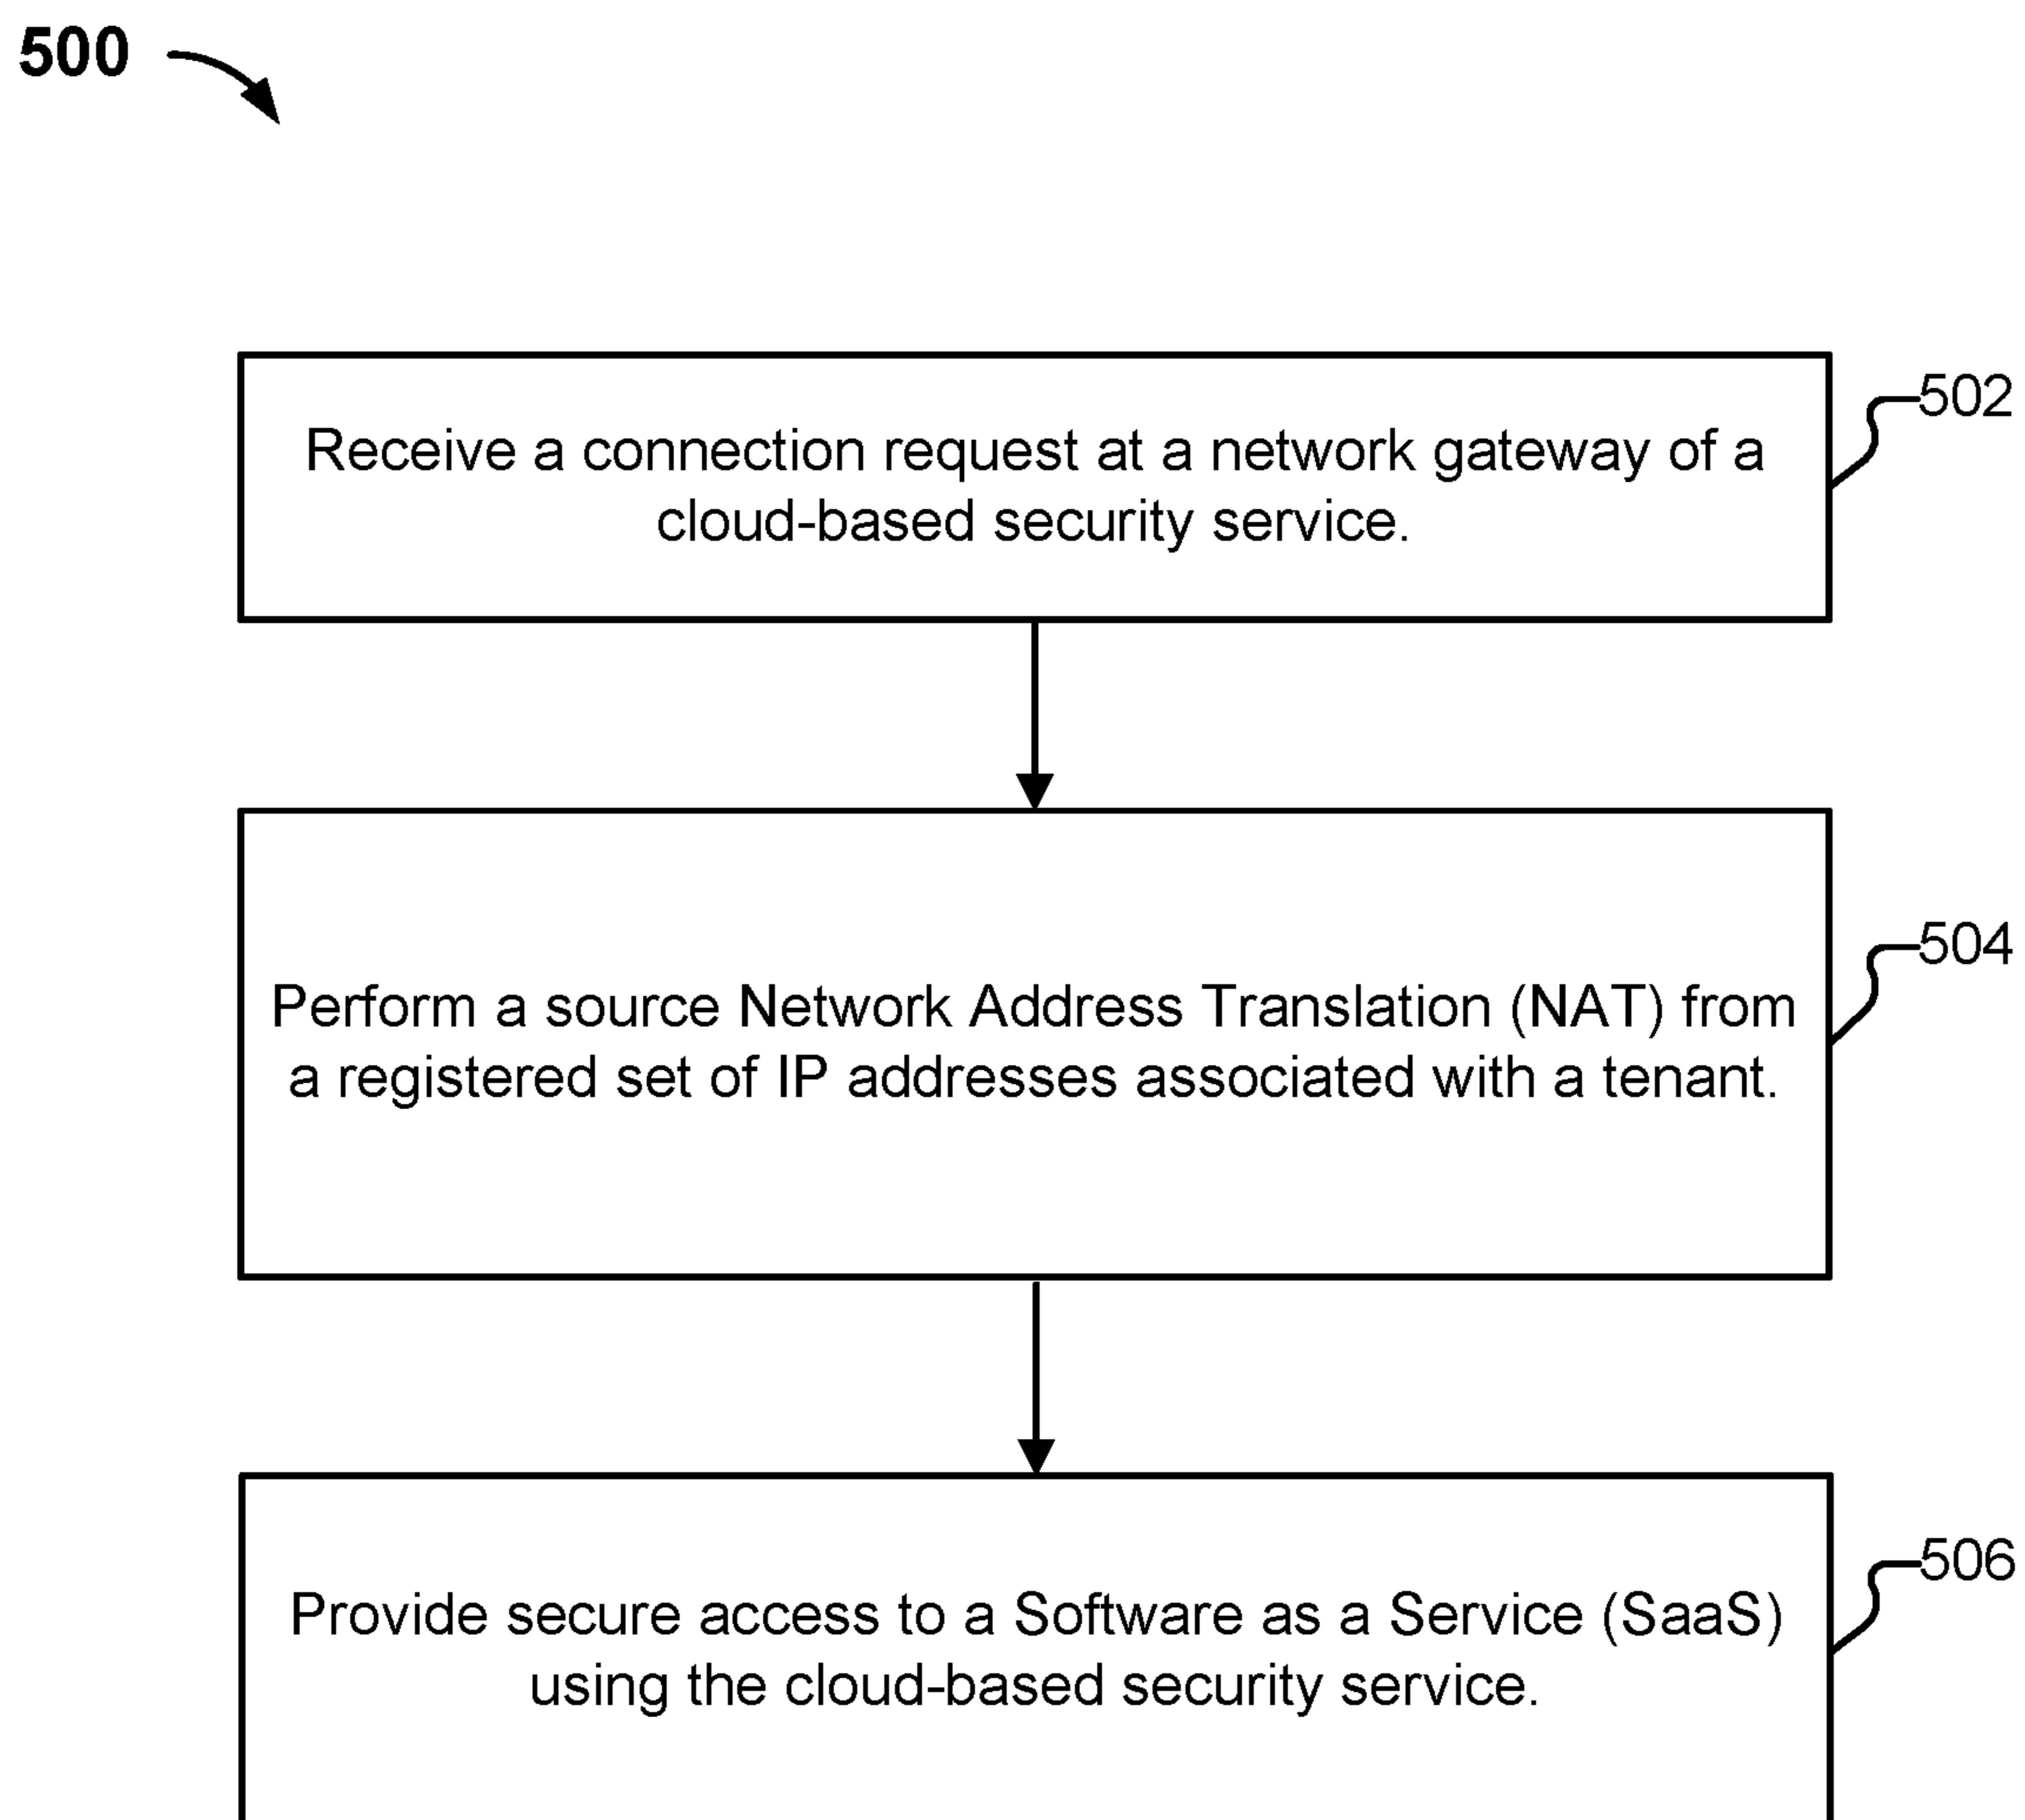 500
Receive a connection request at a network gateway of a
cloud-based security service.
502
Perform a source Network Address Translation (NAT) from
a registered set of IP addresses associated with a tenant.
504
Provide secure access to a Software as a Service (SaaS)
using the cloud-based security service.
506